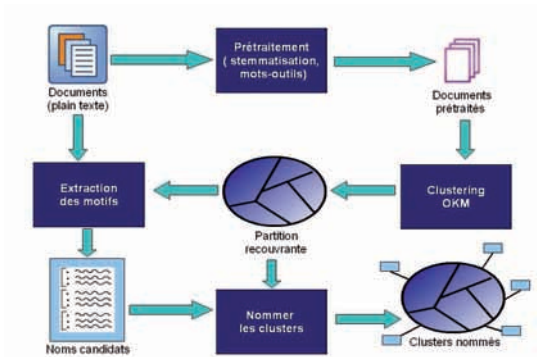 Prétraitement
( stemmatisation,
mots-outils)
Documents
(plain texte)
Documents
prétraités
Extraction
des motifs
Partition
recouvrante
Clustering
OKM
Noms candidats
Nommer
les clusters
Clusters nommés